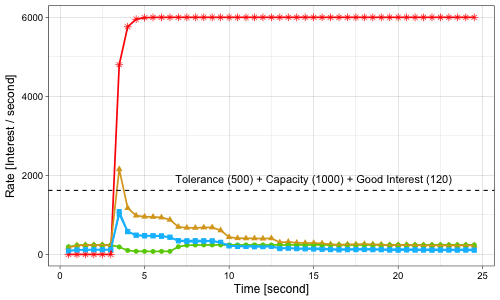 6000
4000
2000
0
Rate [Interest / second]
Tolerance (500) + Capacity (1000) + Good Interest (120)
0 5 10 15 20 25
Time [second]